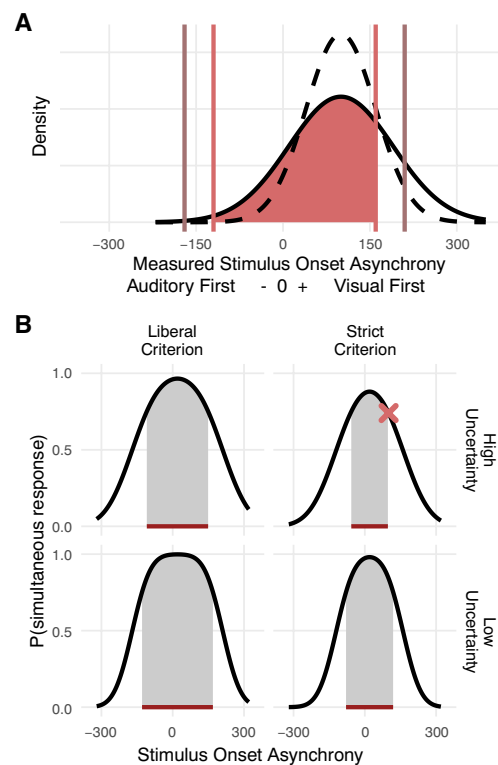 A
Density
-300
-150
0
150
300
Measured Stimulus Onset Asynchrony
Auditory First - 0 + Visual First
B
Liberal
Criterion
Strict
Criterion
P(simultaneous response)
1.0
0.5
0.0
High
Uncertainty
1.0
0.5
0.0
Low
Uncertainty
-300
0
300
-300
0
300
Stimulus Onset Asynchrony